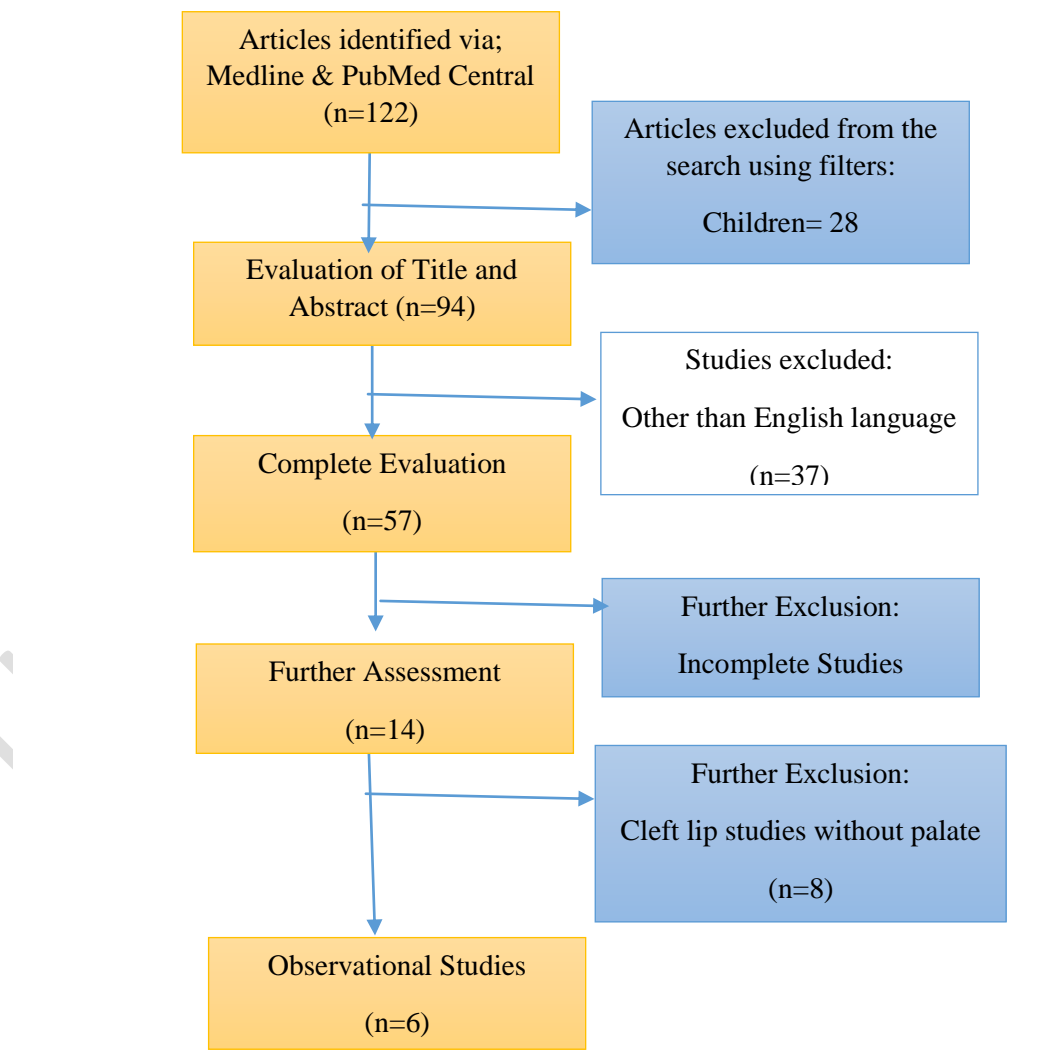 Articles identified via;
Medline & PubMed Central
(n=122)
Articles excluded from the
search using filters:
Children= 28
Evaluation of Title and
Abstract (n=94)
Studies excluded:
Other than English language
(n=37)
Complete Evaluation
(n=57)
Further Exclusion:
Incomplete Studies
Further Assessment
(n=14)
Further Exclusion:
Cleft lip studies without palate
(n=8)
Observational Studies
(n=6)